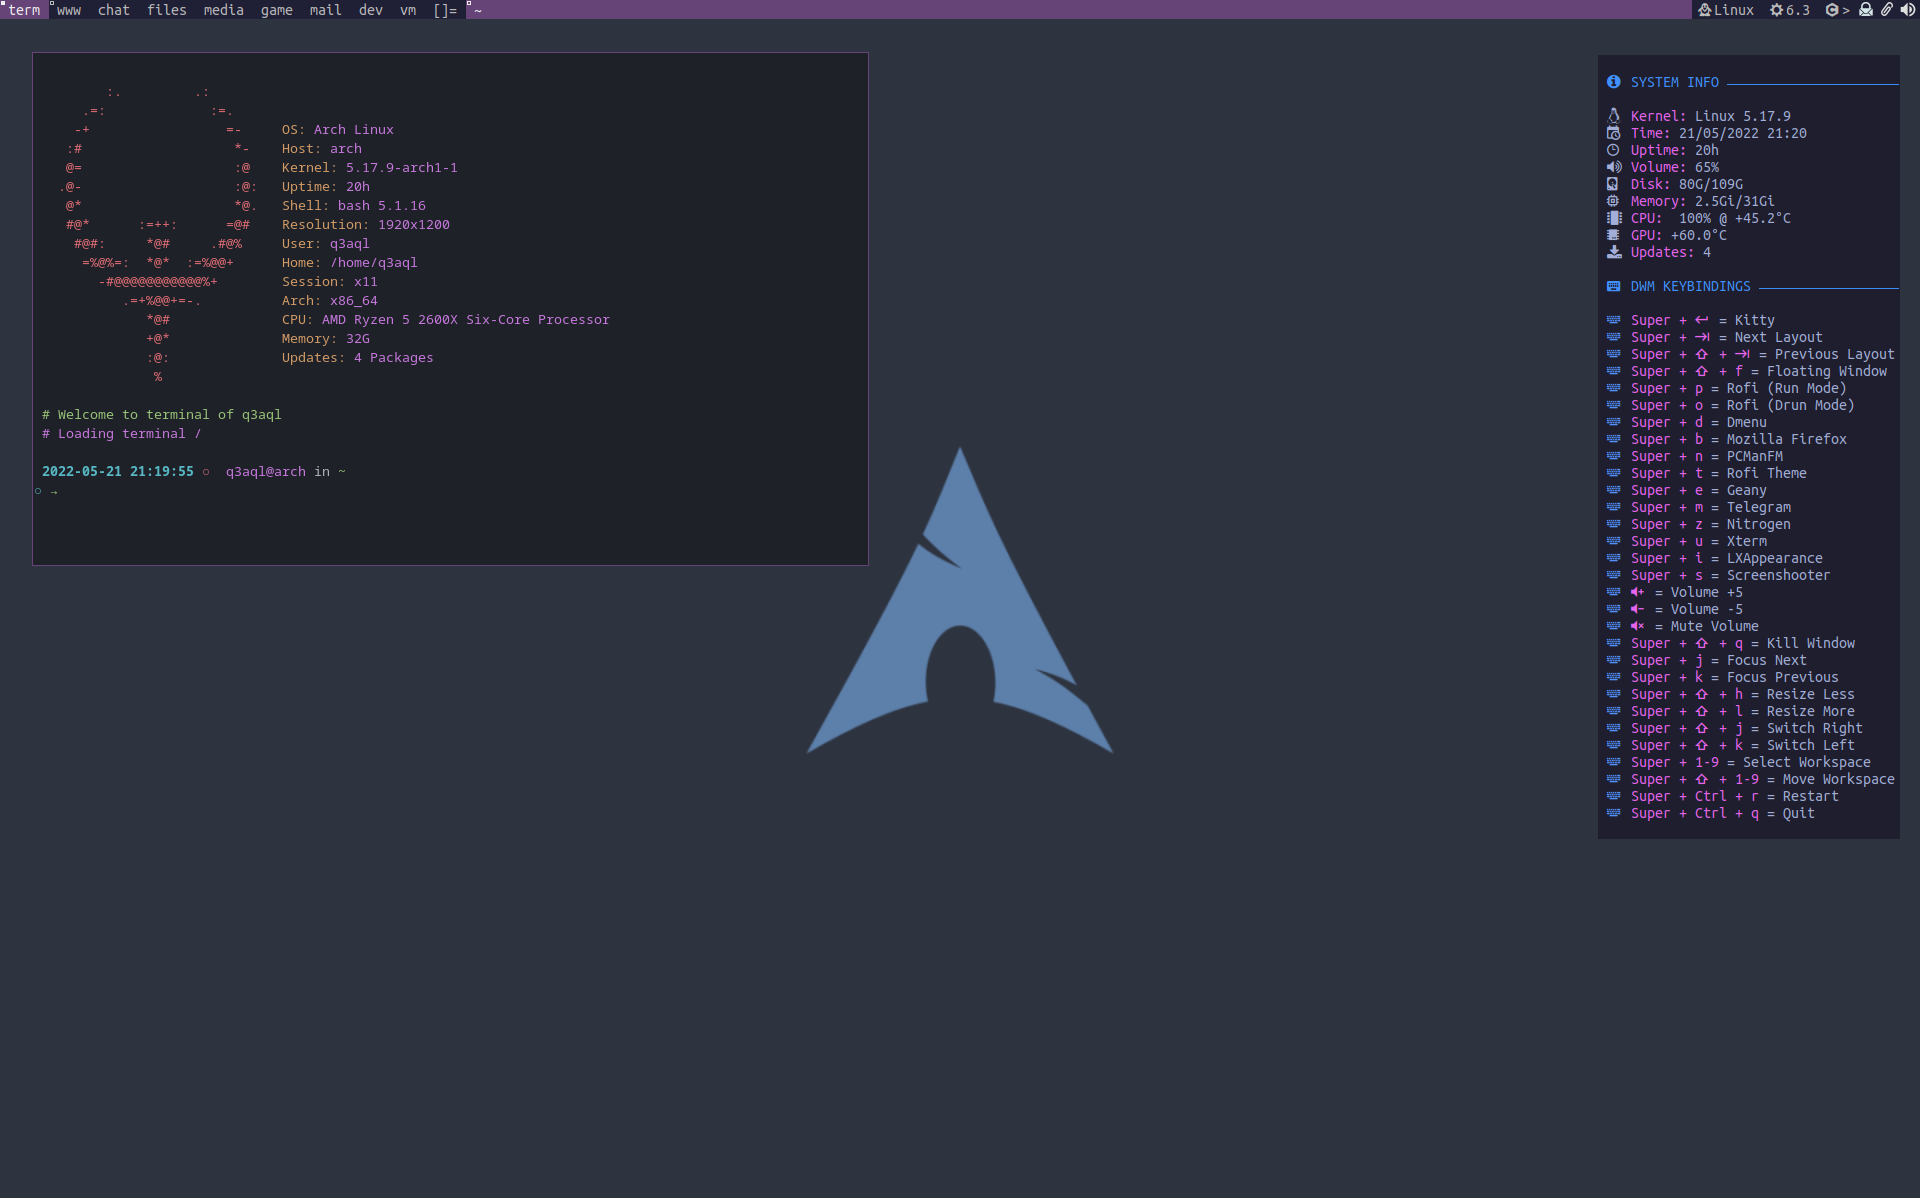 term www chat files media game mail dev vm []= ~ Linux 6.3 >
OS: Arch Linux
Host: arch
Kernel: 5.17.9-arch1-1
Uptime: 20h
Shell: bash 5.1.16
Resolution: 1920x1200
User: q3aql
Home: /home/q3aql
Session: x11
Arch: x86_64
CPU: AMD Ryzen 5 2600X Six-Core Processor
Memory: 32G
Updates: 4 Packages
# Welcome to terminal of q3aql
# Loading terminal /
2022-05-21 21:19:55 ○ q3aql@arch in ~
○ →
SYSTEM INFO
Kernel: Linux 5.17.9
Time: 21/05/2022 21:20
Uptime: 20h
Volume: 65%
Disk: 80G/109G
Memory: 2.5Gi/31Gi
CPU: 100% @ +45.2°C
GPU: +60.0°C
Updates: 4
DWM KEYBINDINGS
Super + ↵ = Kitty
Super + ⇥ = Next Layout
Super + ⇧ + ⇥ = Previous Layout
Super + ⇧ + f = Floating Window
Super + p = Rofi (Run Mode)
Super + o = Rofi (Drun Mode)
Super + d = Dmenu
Super + b = Mozilla Firefox
Super + n = PCManFM
Super + t = Rofi Theme
Super + e = Geany
Super + m = Telegram
Super + z = Nitrogen
Super + u = Xterm
Super + i = LXAppearance
Super + s = Screenshooter
= Volume +5
= Volume -5
= Mute Volume
Super + ⇧ + q = Kill Window
Super + j = Focus Next
Super + k = Focus Previous
Super + ⇧ + h = Resize Less
Super + ⇧ + l = Resize More
Super + ⇧ + j = Switch Right
Super + ⇧ + k = Switch Left
Super + 1-9 = Select Workspace
Super + ⇧ + 1-9 = Move Workspace
Super + Ctrl + r = Restart
Super + Ctrl + q = Quit